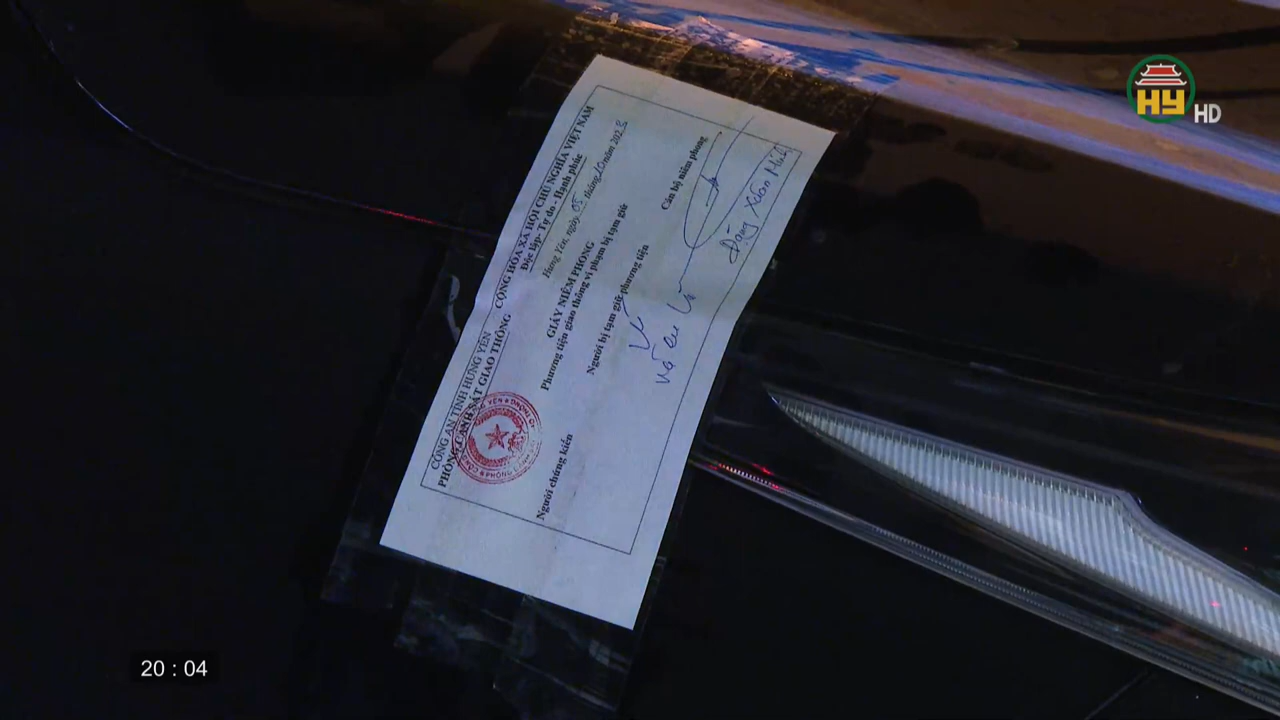 HY HD
CÔNG AN TỈNH HƯNG YÊN
PHÒNG CẢNH SÁT GIAO THÔNG
CỘNG HÒA XÃ HỘI CHỦ NGHĨA VIỆT NAM
Độc lập- Tự do - Hạnh phúc
Hưng Yên, ngày 05 tháng 10 năm 2023
GIẤY NIÊM PHONG
Phương tiện giao thông vi phạm bị tạm giữ
Người chứng kiến
Người bị tạm giữ phương tiện
Cán bộ niêm phong
Đặng Xuân
20 : 04